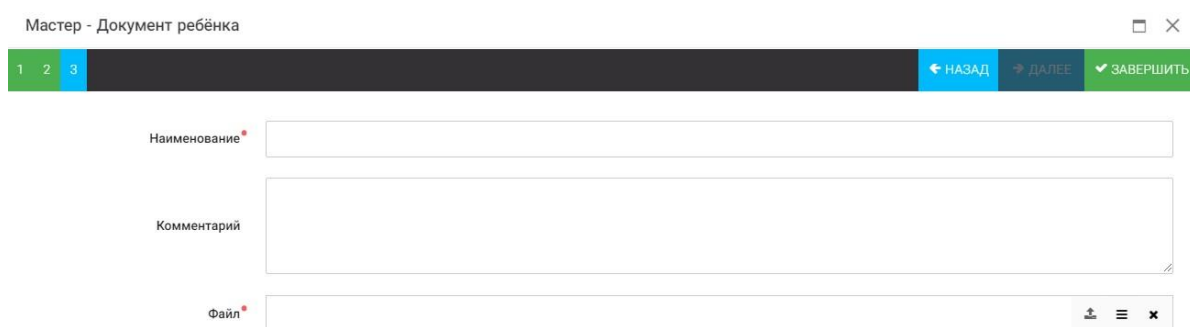 Мастер - Документ ребёнка
1 2 3 НАЗАД ДАЛЕЕ ЗАВЕРШИТЬ
Наименование
Комментарий
Файл